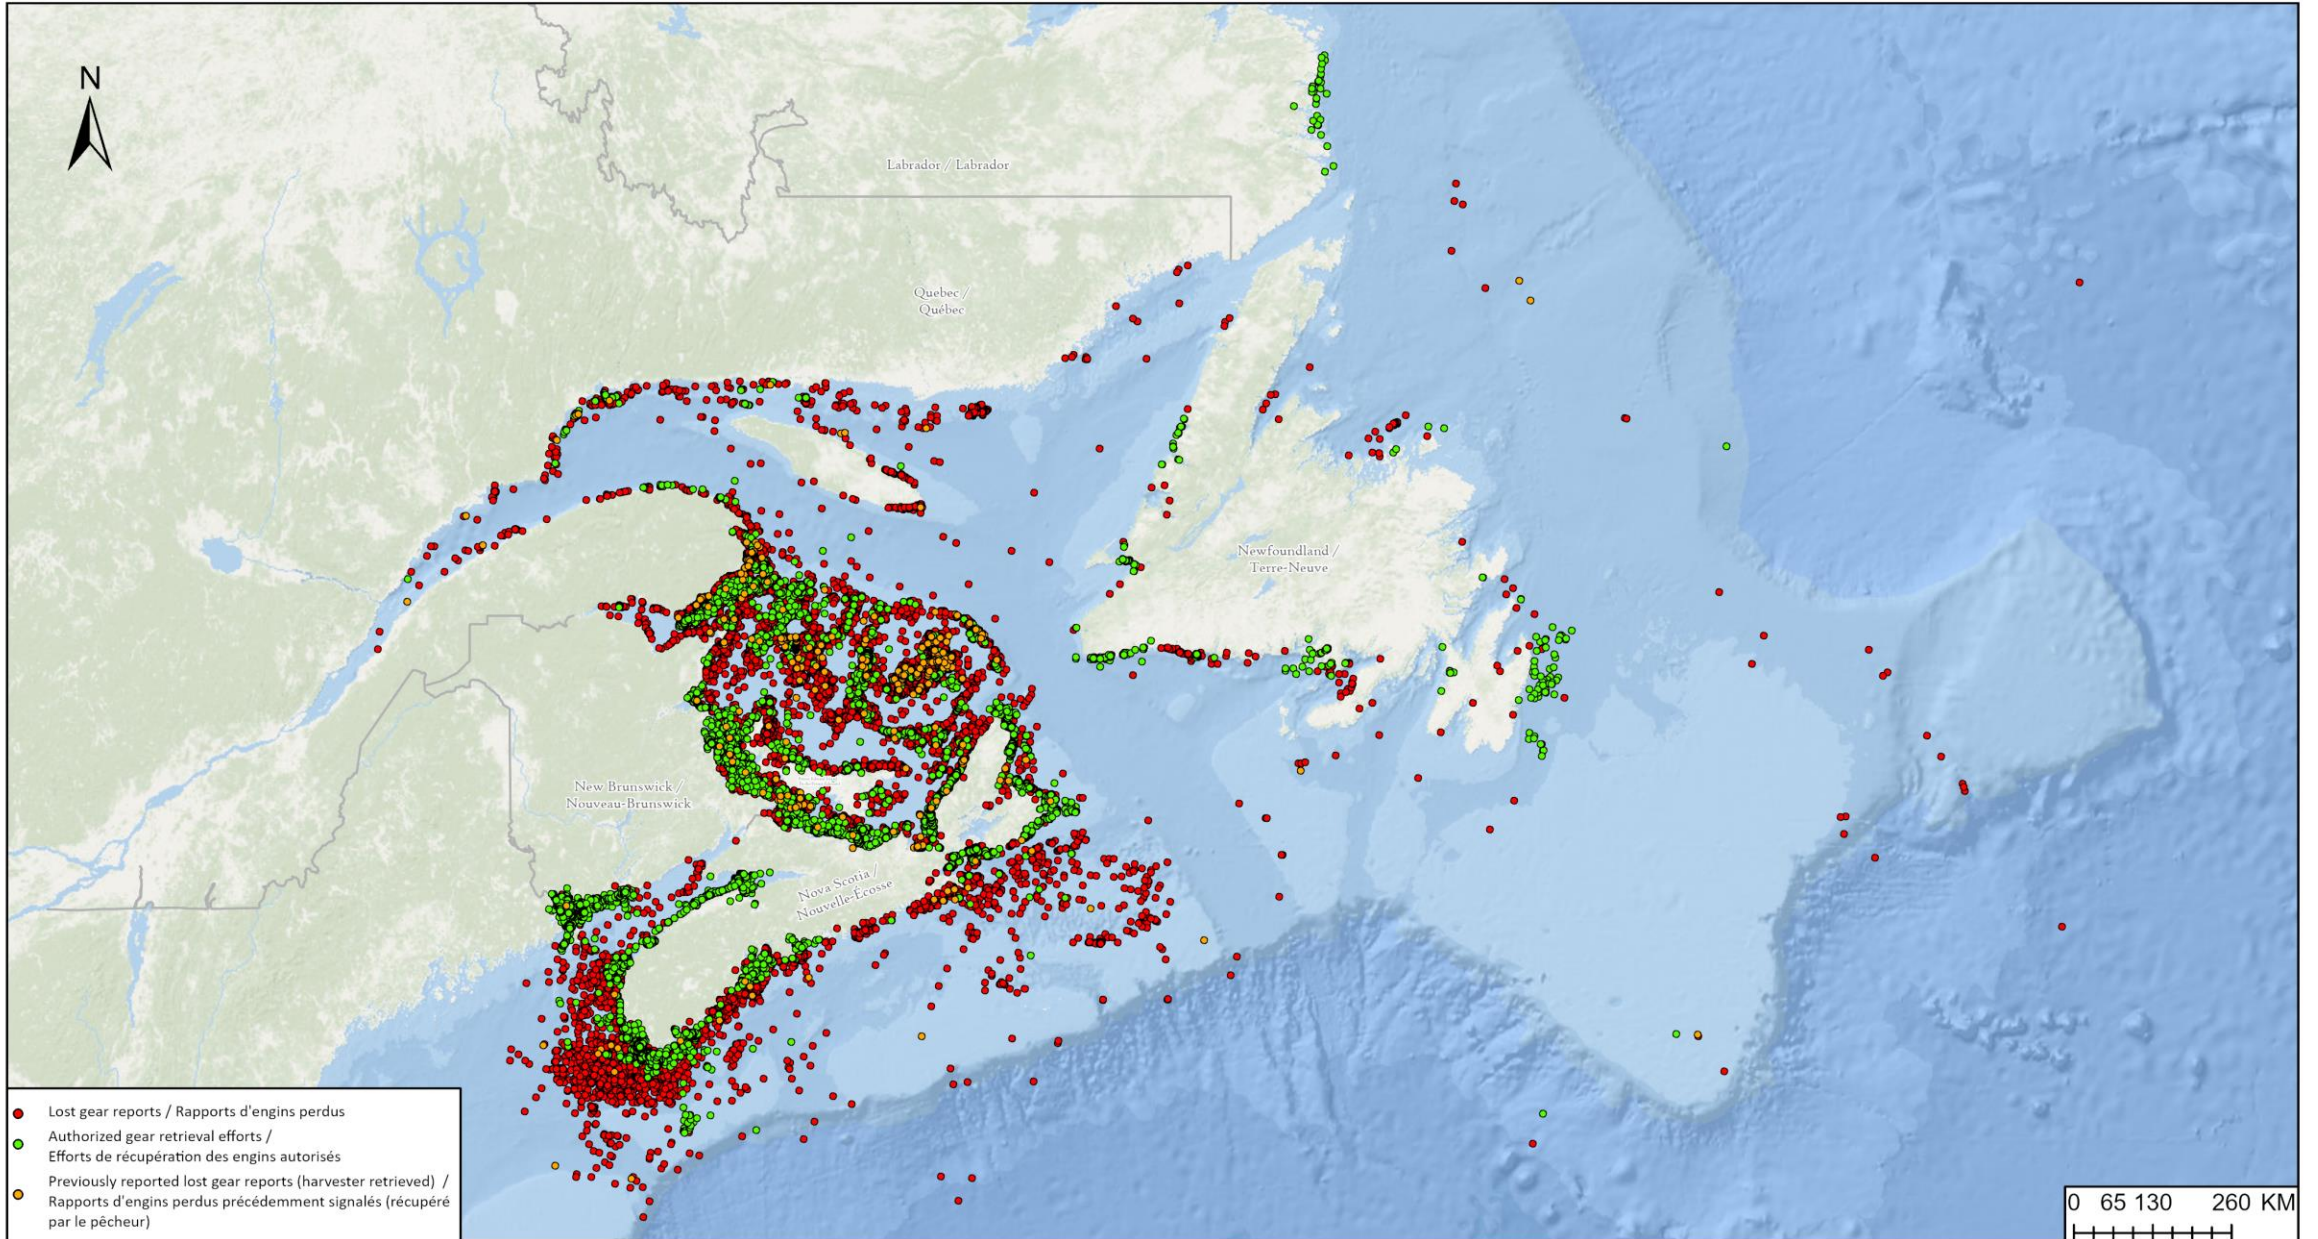 N
Labrador / Labrador
Quebec /
Québec
Newfoundland /
Terre-Neuve
New Brunswick /
Nouveau-Brunswick
Nova Scotia /
Nouvelle-Écosse
Lost gear reports / Rapports d'engins perdus
Authorized gear retrieval efforts /
Efforts de récupération des engins autorisés
Previously reported lost gear reports (harvester retrieved) /
Rapports d'engins perdus précédemment signalés (récupéré
par le pêcheur)
0 65 130 260 KM